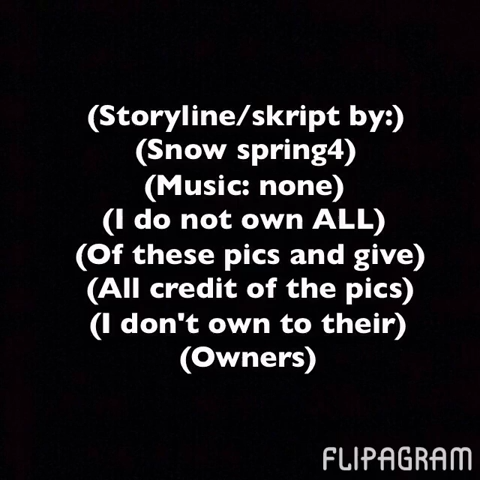 (Storyline/skript by:)
(Snow spring4)
(Music: none)
(I do not own ALL)
(Of these pics and give)
(All credit of the pics)
(I don't own to their)
(Owners)
FLIPAGRAM